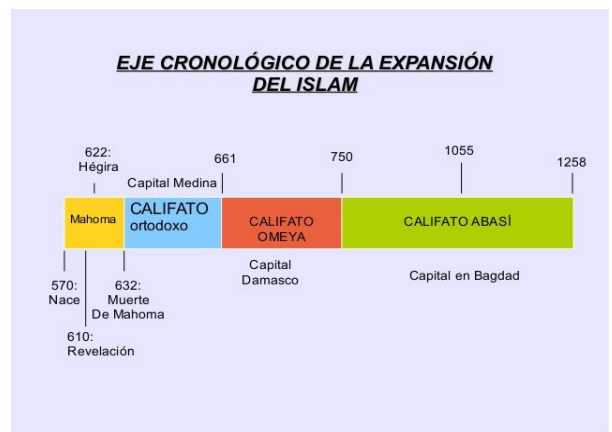 EJE CRONOLÓGICO DE LA EXPANSIÓN
DEL ISLAM
622:
Hégira
Capital Medina
661
750
1055
1258
Mahoma
CALIFATO
ortodoxo
CALIFATO
OMEYA
CALIFATO ABASÍ
570:
Nace
632:
Muerte
De Mahoma
610:
Revelación
Capital
Damasco
Capital en Bagdad